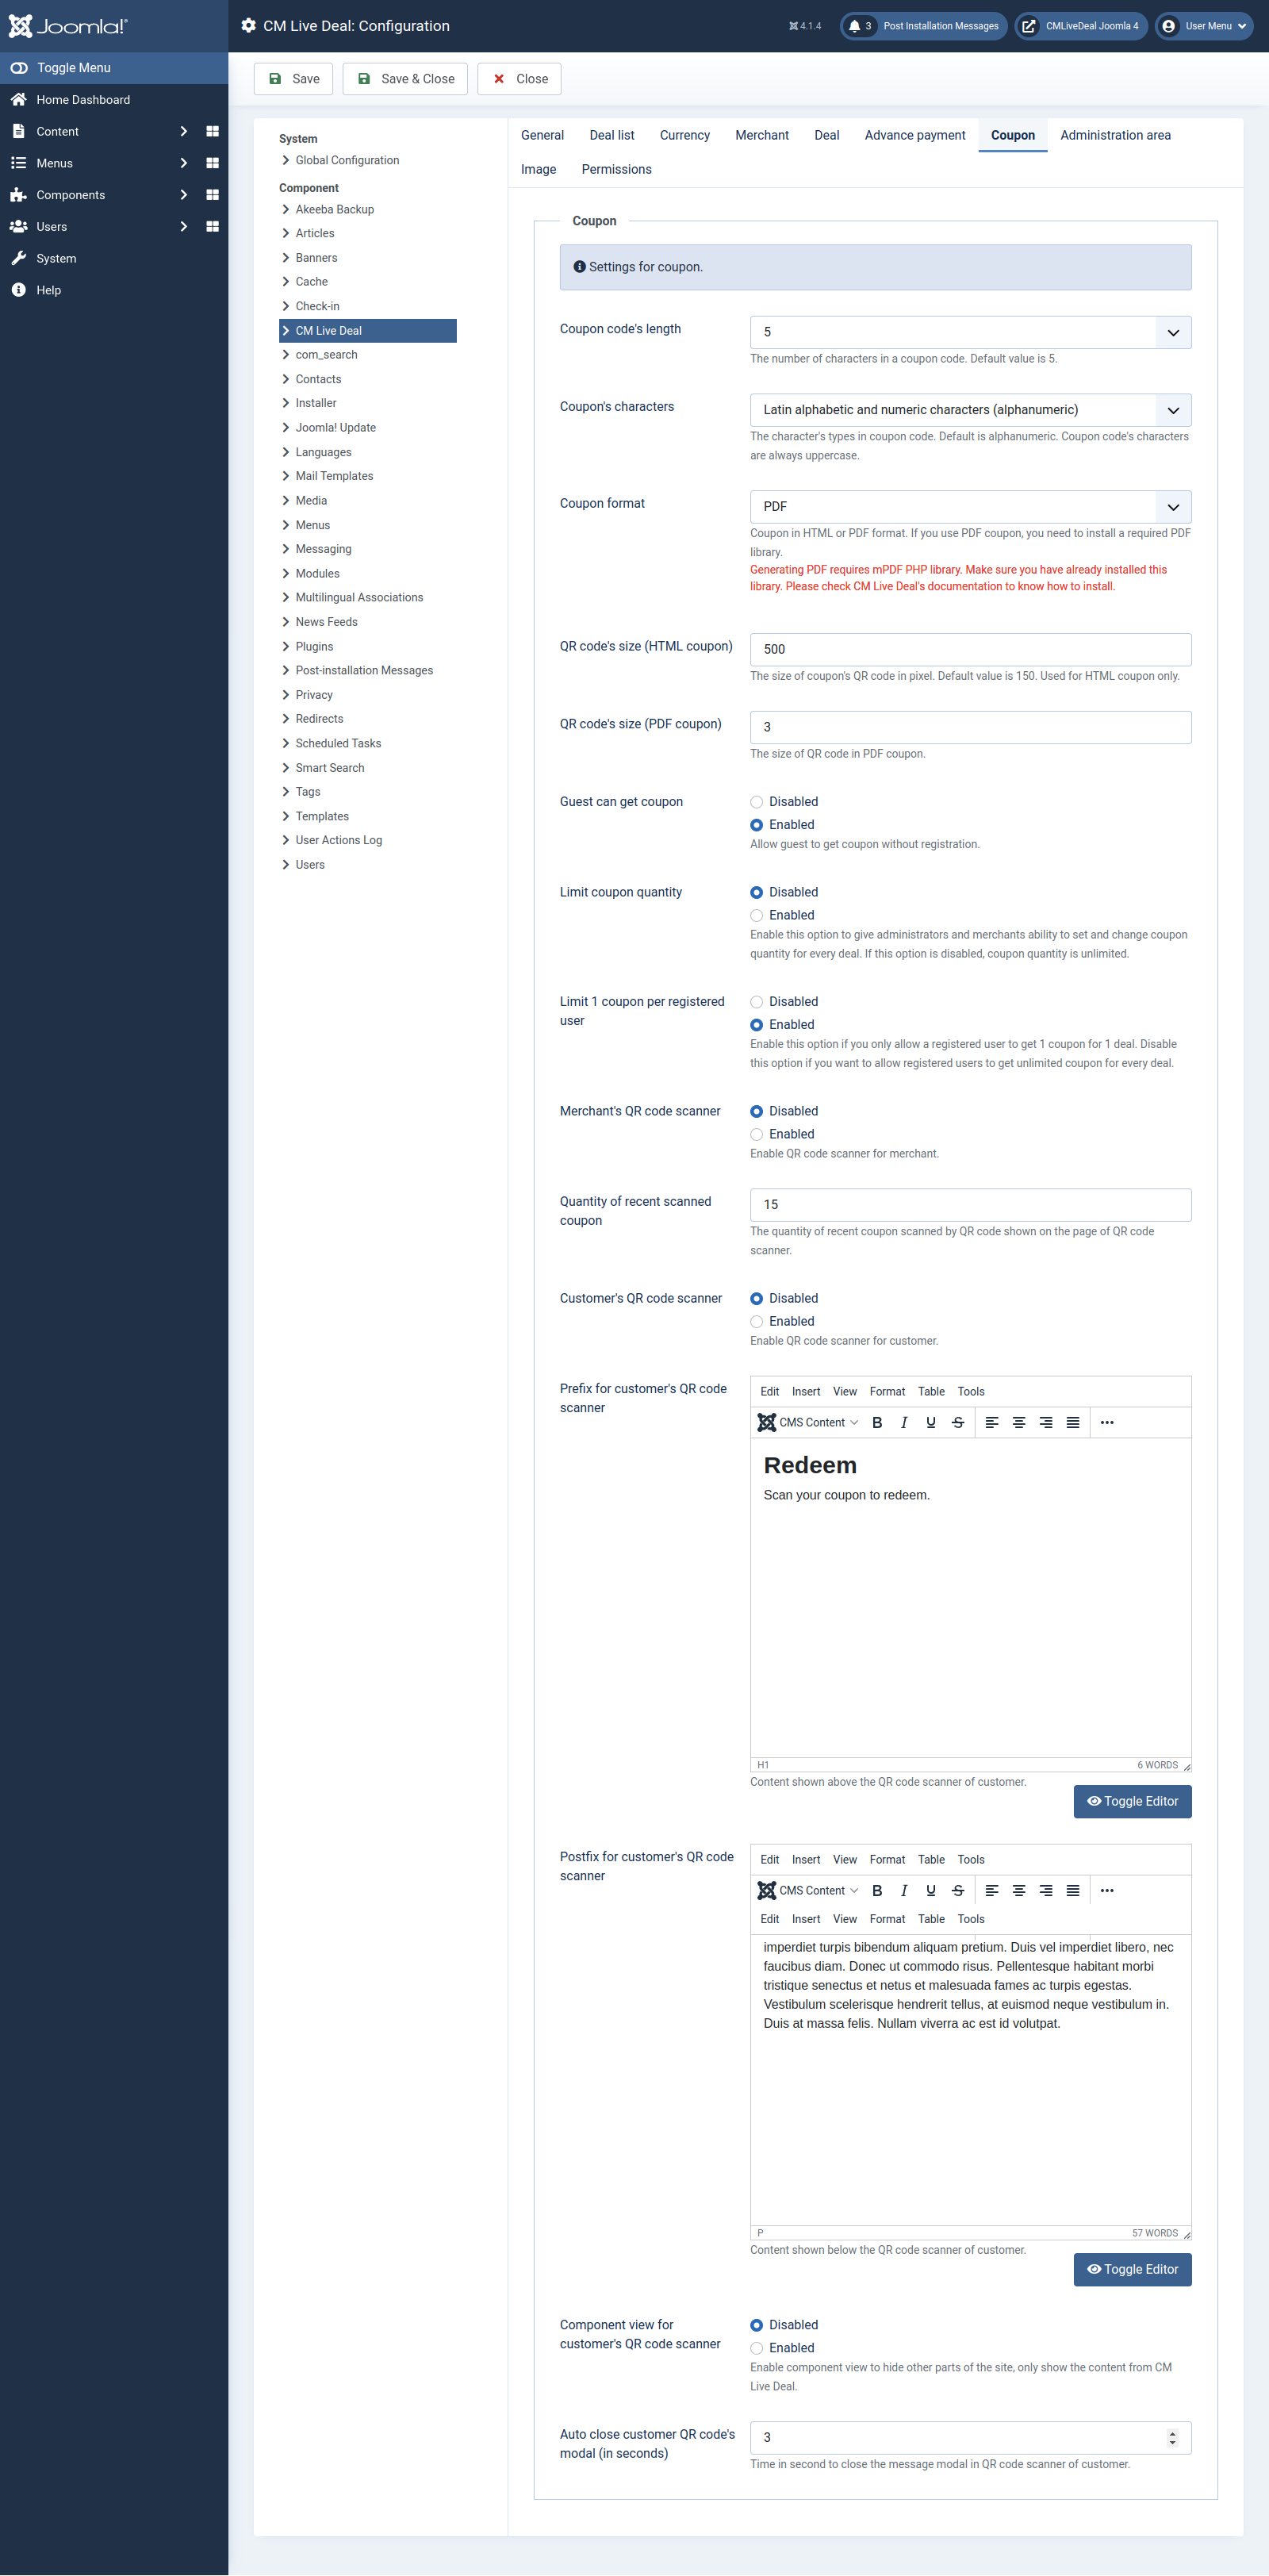 Joomla!
CM Live Deal: Configuration
4.1.4
3
Post Installation Messages
CMLiveDeal Joomla 4
User Menu
Toggle Menu
Home Dashboard
Content
Menus
Components
Users
System
Help
Save
Save & Close
Close
System
Global Configuration
Component
Akeeba Backup
Articles
Banners
Cache
Check-in
CM Live Deal
com_search
Contacts
Installer
Joomla! Update
Languages
Mail Templates
Media
Menus
Messaging
Modules
Multilingual Associations
News Feeds
Plugins
Post-installation Messages
Privacy
Redirects
Scheduled Tasks
Smart Search
Tags
Templates
User Actions Log
Users
General
Deal list
Currency
Merchant
Deal
Advance payment
Coupon
Administration area
Image
Permissions
Coupon
Settings for coupon.
Coupon code's length
5
The number of characters in a coupon code. Default value is 5.
Coupon's characters
Latin alphabetic and numeric characters (alphanumeric)
The character's types in coupon code. Default is alphanumeric. Coupon code's characters
are always uppercase.
Coupon format
PDF
Coupon in HTML or PDF format. If you use PDF coupon, you need to install a required PDF
library.
Generating PDF requires mPDF PHP library. Make sure you have already installed this
library. Please check CM Live Deal's documentation to know how to install.
QR code's size (HTML coupon)
500
The size of coupon's QR code in pixel. Default value is 150. Used for HTML coupon only.
QR code's size (PDF coupon)
3
The size of QR code in PDF coupon.
Guest can get coupon
Disabled
Enabled
Allow guest to get coupon without registration.
Limit coupon quantity
Disabled
Enabled
Enable this option to give administrators and merchants ability to set and change coupon
quantity for every deal. If this option is disabled, coupon quantity is unlimited.
Limit 1 coupon per registered
user
Disabled
Enabled
Enable this option if you only allow a registered user to get 1 coupon for 1 deal. Disable
this option if you want to allow registered users to get unlimited coupon for every deal.
Merchant's QR code scanner
Disabled
Enabled
Enable QR code scanner for merchant.
Quantity of recent scanned
coupon
15
The quantity of recent coupon scanned by QR code shown on the page of QR code
scanner.
Customer's QR code scanner
Disabled
Enabled
Enable QR code scanner for customer.
Prefix for customer's QR code
scanner
Edit Insert View Format Table Tools
CMS Content B I U S
Redeem
Scan your coupon to redeem.
H1
6 WORDS
Content shown above the QR code scanner of customer.
Toggle Editor
Postfix for customer's QR code
scanner
Edit Insert View Format Table Tools
CMS Content B I U S
Edit Insert View Format Table Tools
imperdiet turpis bibendum aliquam pretium. Duis vel imperdiet libero, nec
faucibus diam. Donec ut commodo risus. Pellentesque habitant morbi
tristique senectus et netus et malesuada fames ac turpis egestas.
Vestibulum scelerisque hendrerit tellus, at euismod neque vestibulum in.
Duis at massa felis. Nullam viverra ac est id volutpat.
P
57 WORDS
Content shown below the QR code scanner of customer.
Toggle Editor
Component view for
customer's QR code scanner
Disabled
Enabled
Enable component view to hide other parts of the site, only show the content from CM
Live Deal.
Auto close customer QR code's
modal (in seconds)
3
Time in second to close the message modal in QR code scanner of customer.